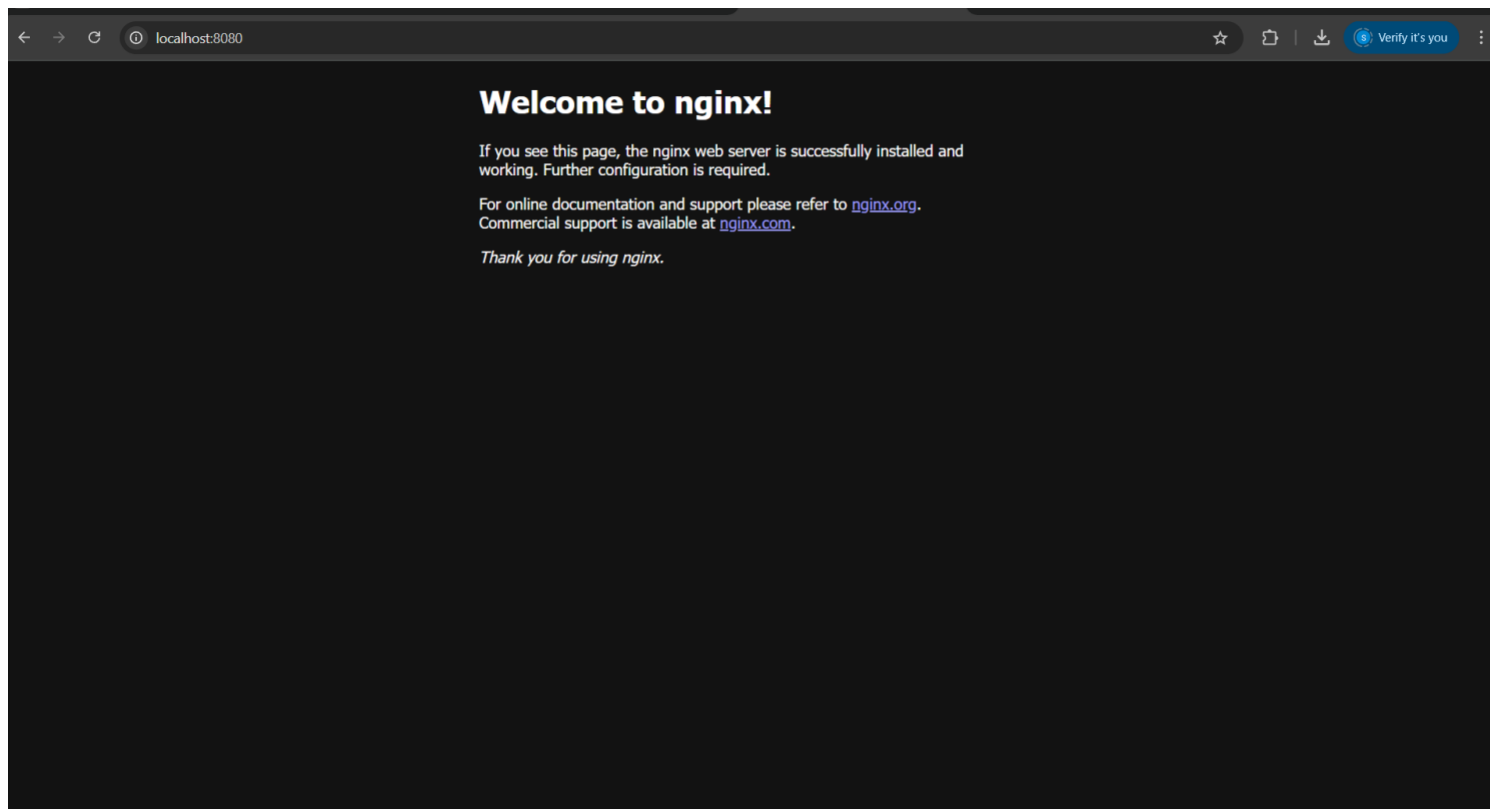 localhost:8080
Verify it's you
Welcome to nginx!
If you see this page, the nginx web server is successfully installed and
working. Further configuration is required.
For online documentation and support please refer to nginx.org.
Commercial support is available at nginx.com.
Thank you for using nginx.